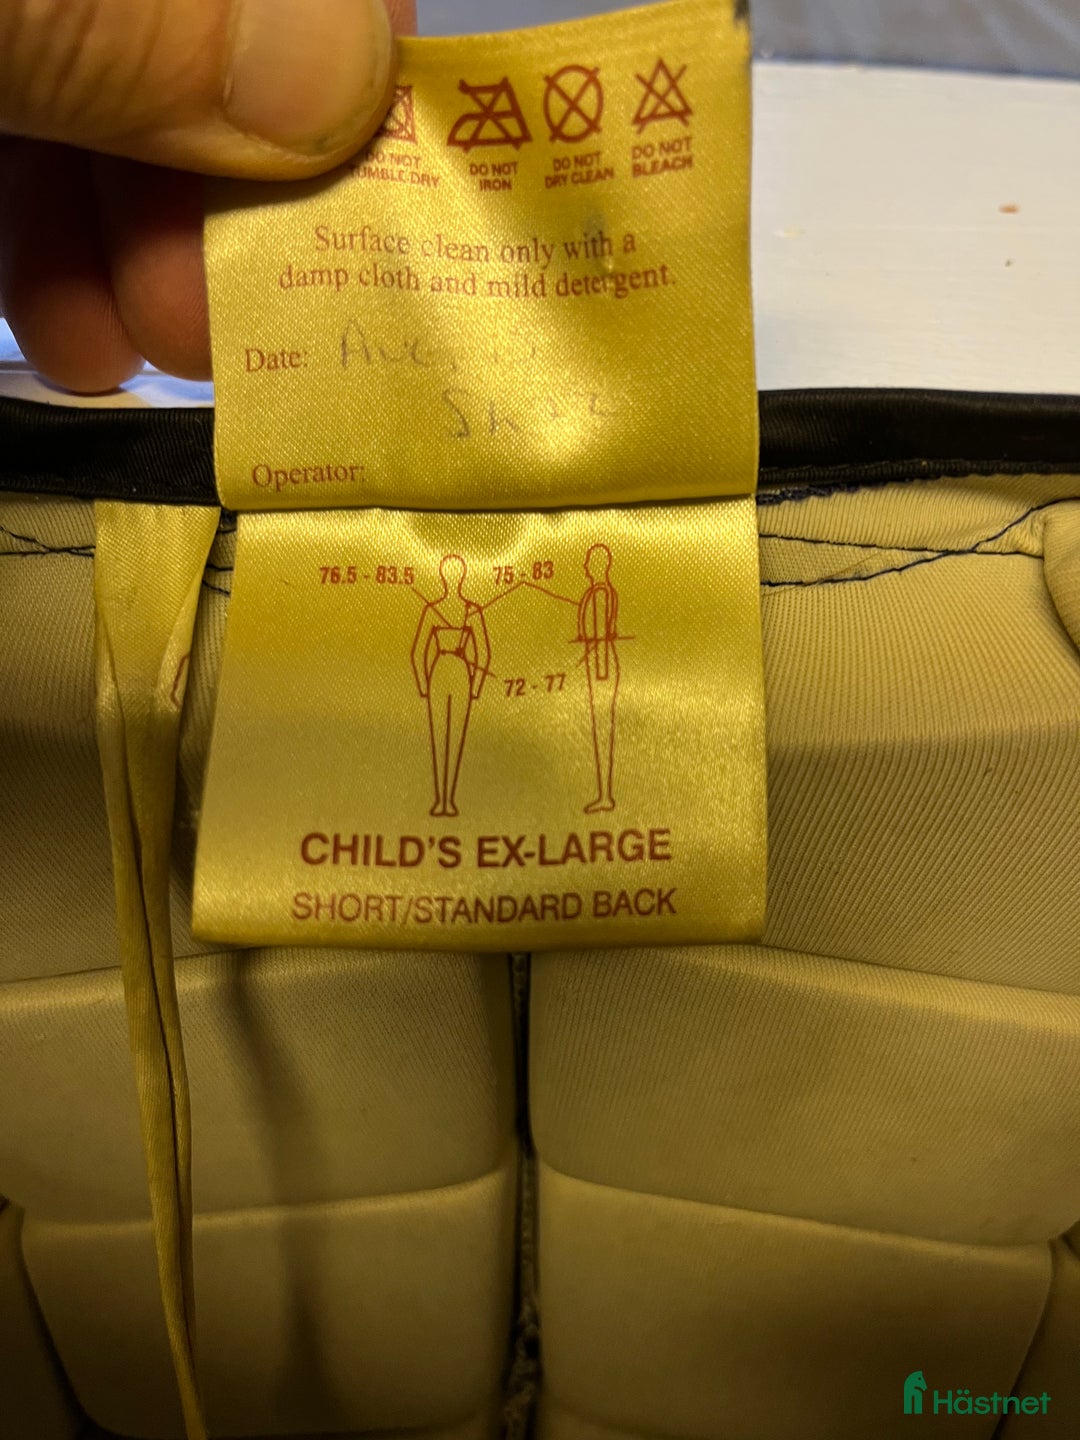 DO NOT
TUMBLE DRY
DO NOT
IRON
DO NOT
DRY CLEAN
DO NOT
BLEACH
Surface clean only with a
damp cloth and mild detergent.
Date:
Operator:
76.5 - 83.5
75 - 83
72 - 77
CHILD'S EX-LARGE
SHORT/STANDARD BACK
Hästnet